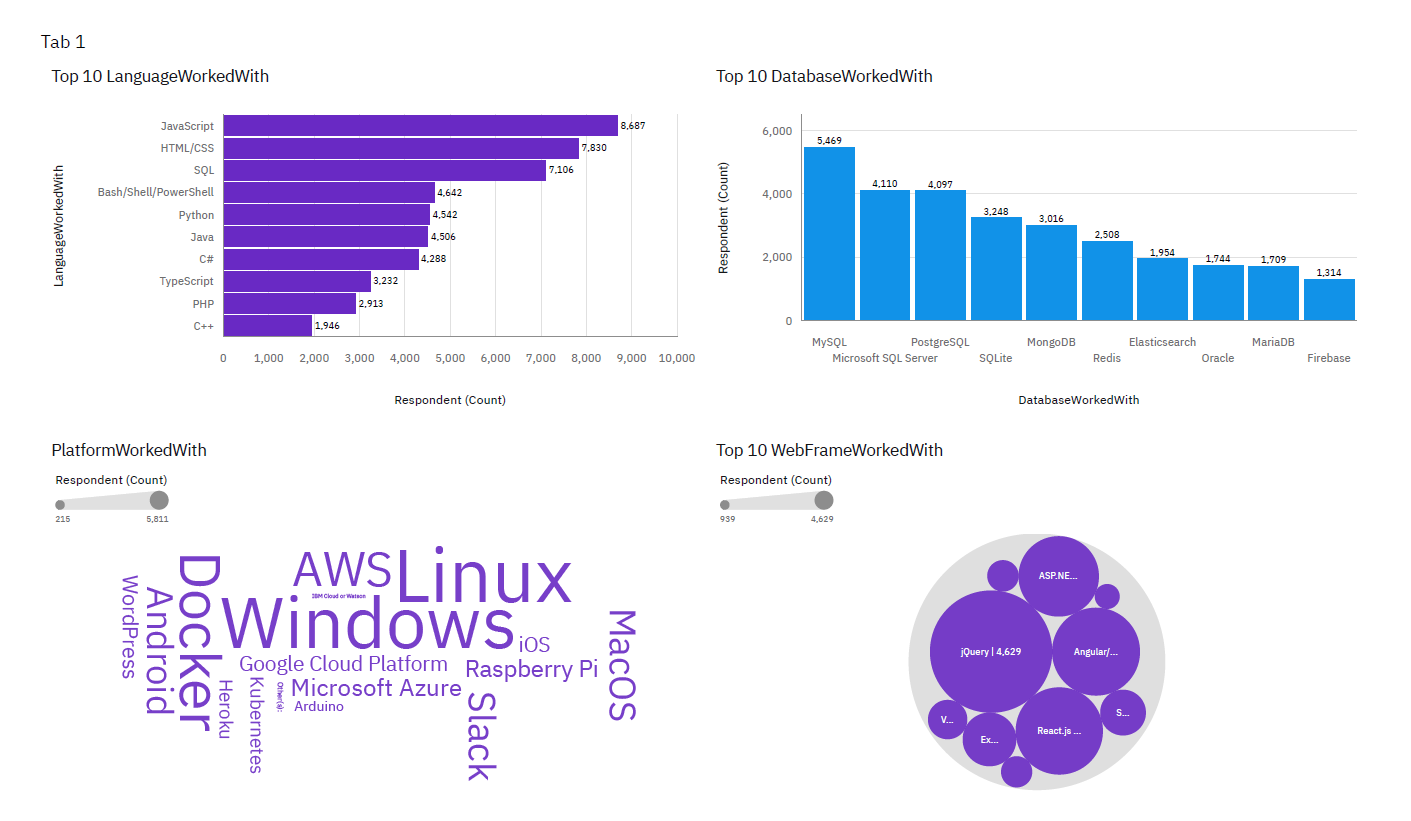 Tab 1
Top 10 LanguageWorkedWith
LanguageWorkedWith
JavaScript 8,687
HTML/CSS 7,830
SQL 7,106
Bash/Shell/PowerShell 4,642
Python 4,542
Java 4,506
C# 4,288
TypeScript 3,232
PHP 2,913
C++ 1,946
0 1,000 2,000 3,000 4,000 5,000 6,000 7,000 8,000 9,000 10,000
Respondent (Count)
Top 10 DatabaseWorkedWith
Respondent (Count)
6,000
4,000
2,000
0
5,469 4,110 4,097 3,248 3,016 2,508 1,954 1,744 1,709 1,314
MySQL PostgreSQL MongoDB Elasticsearch MariaDB
Microsoft SQL Server SQLite Redis Oracle Firebase
DatabaseWorkedWith
PlatformWorkedWith
Respondent (Count)
215 5,811
AWS
Linux
IBM Cloud or Watson
Docker
Windows
WordPress
Android
MacOS
iOS
Google Cloud Platform
Raspberry Pi
Heroku
Kubernetes
Other(s):
Microsoft Azure
Arduino
Slack
Top 10 WebFrameWorkedWith
Respondent (Count)
939 4,629
ASP.NE...
jQuery | 4,629
Angular/...
V...
S...
Ex...
React.js ...